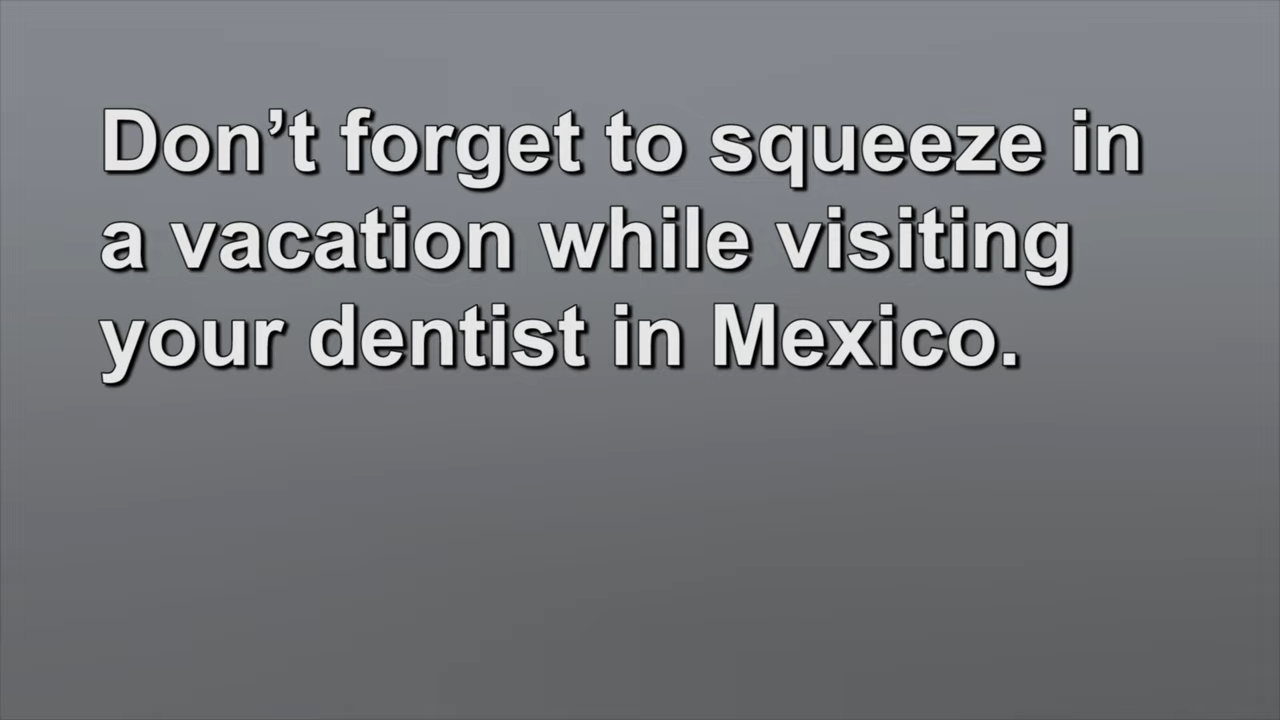 Don’t forget to squeeze in
a vacation while visiting
your dentist in Mexico.